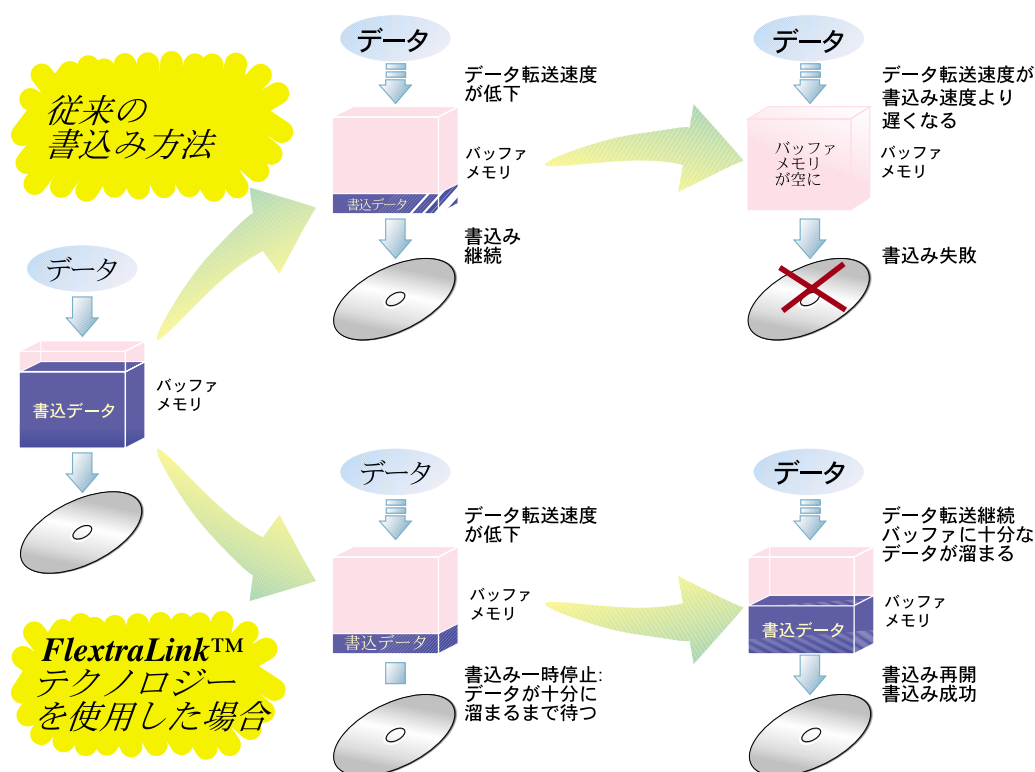 従来の
書込み方法
データ
データ転送速度
が低下
バッファ
メモリ
書込データ
書込み
継続
データ
データ転送速度が
書込み速度より
遅くなる
バッファ
メモリ
が空に
バッファ
メモリ
書込み失敗
データ
書込データ
バッファ
メモリ
FlextraLink™
テクノロジー
を使用した場合
データ
データ転送速度
が低下
バッファ
メモリ
書込データ
書込み一時停止:
データが十分に
溜まるまで待つ
データ
データ転送継続
バッファに十分な
データが溜まる
バッファ
メモリ
書込データ
書込み再開
書込み成功